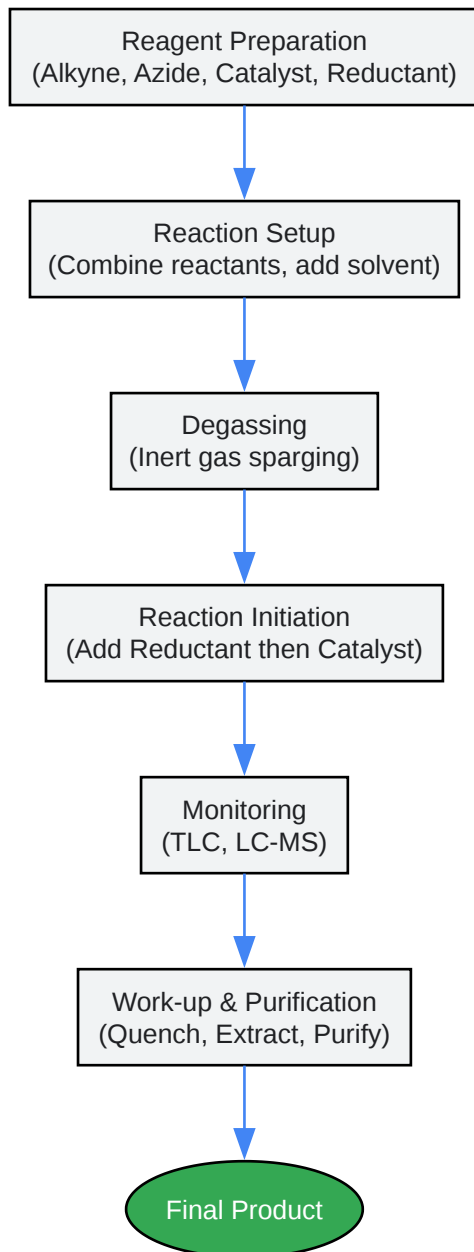 Reagent Preparation
(Alkyne, Azide, Catalyst, Reductant)
Reaction Setup
(Combine reactants, add solvent)
Degassing
(Inert gas sparging)
Reaction Initiation
(Add Reductant then Catalyst)
Monitoring
(TLC, LC-MS)
Work-up & Purification
(Quench, Extract, Purify)
Final Product